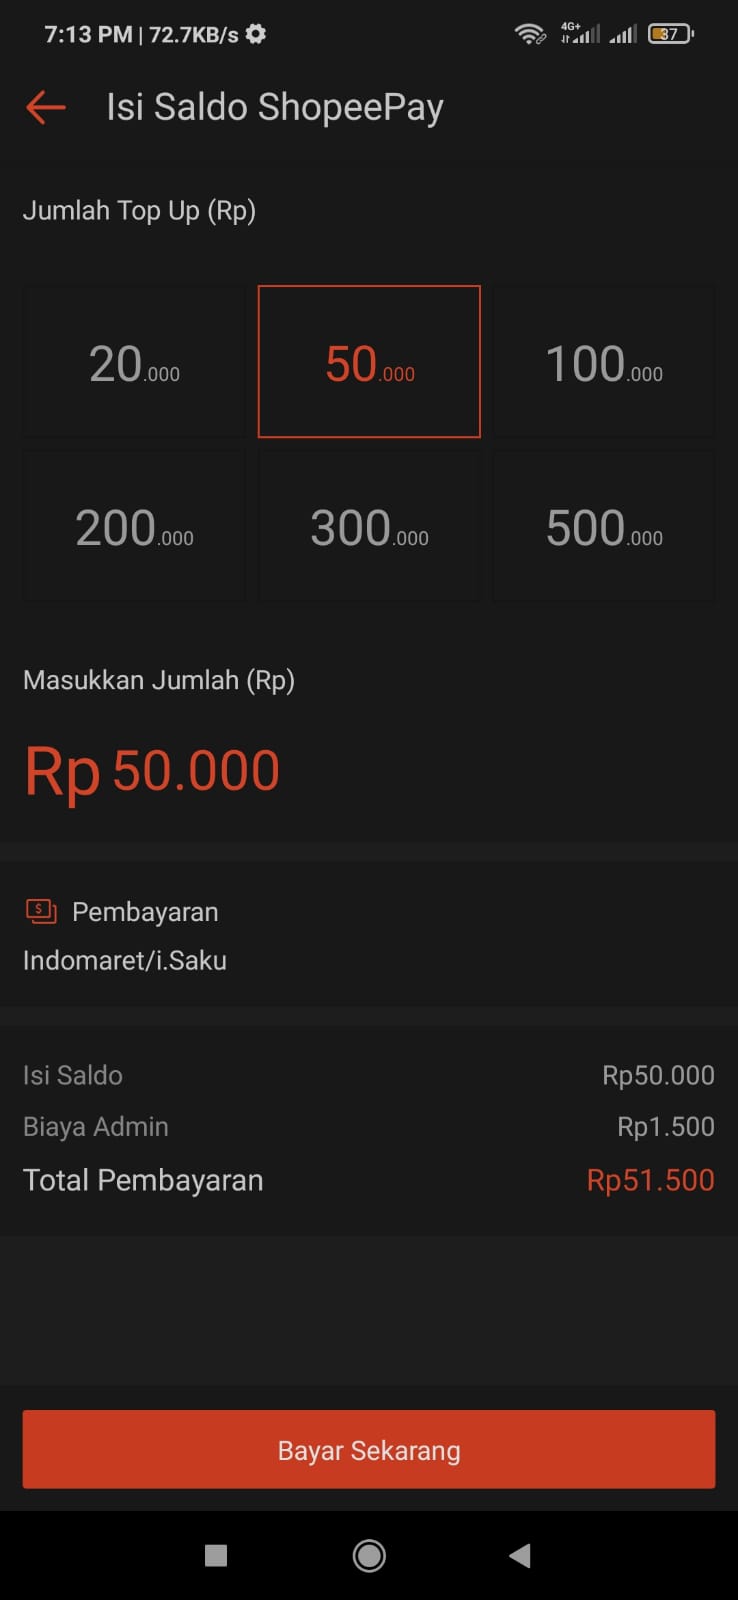 7:13 PM | 72.7KB/s
4G+
37
Isi Saldo ShopeePay
Jumlah Top Up (Rp)
20.000 50.000 100.000
200.000 300.000 500.000
Masukkan Jumlah (Rp)
Rp 50.000
$ Pembayaran
Indomaret/i.Saku
Isi Saldo Rp50.000
Biaya Admin Rp1.500
Total Pembayaran Rp51.500
Bayar Sekarang